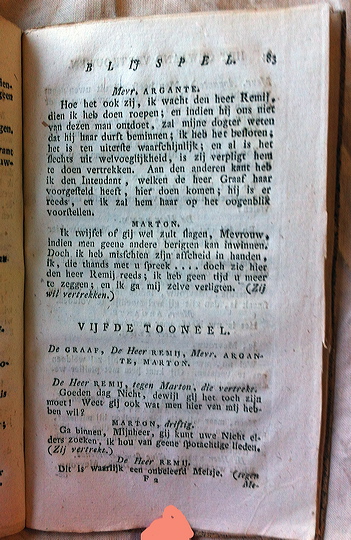 BLIJSPEL. 83
Mevr. ARGANTE.
Hoe het ook zij, ik wacht den heer Remij,
dien ik heb doen roepen; en indien hij ons niet
van dezen man ontdoet, zal mijne dogter weten
dat hij haar durft beminnen; ik heb het besloten;
het is ten uiterste waarschijnlijk; en al is het
slechts uit welvoeglijkheid, is zij verpligt hem
te doen vertrekken. Aan den anderen kant heb
ik den Intendant, welken de heer Graaf haar
voorgesteld heeft, hier doen komen; hij is er
reeds, en ik zal hem haar op het oogenblik
voorstellen.
MARTON.
Ik twijfel of gij wel zult slagen, Mevrouw,
indien men geene andere berigten kan inwinnen.
Doch ik heb misschien zijn afscheid in handen,
ik, die thands met u spreek .... doch zie hier
den heer Remij reeds; ik heb geen tijd u meer
te zeggen; en ik ga mij zelve verligten. (Zij
wil vertrekken.)
VIJFDE TOONEEL.
De GRAAF, De Heer REMIJ, Mevr. ARGAN-
TE, MARTON.
De Heer REMIJ, tegen Marton, die vertrekt.
Goeden dag Nicht, dewijl gij het toch zijn
moet! Weet gij ook wat men hier van mij heb-
ben wil?
MARTON, driftig.
Ga binnen, Mijnheer, gij kunt uwe Nicht el-
ders zoeken, ik hou van geene spotachtige lieden.
(Zij vertrekt.)
De Heer REMIJ.
Dit is waarlijk een onbeleefd Meisje. (tegen
F 2 Me-